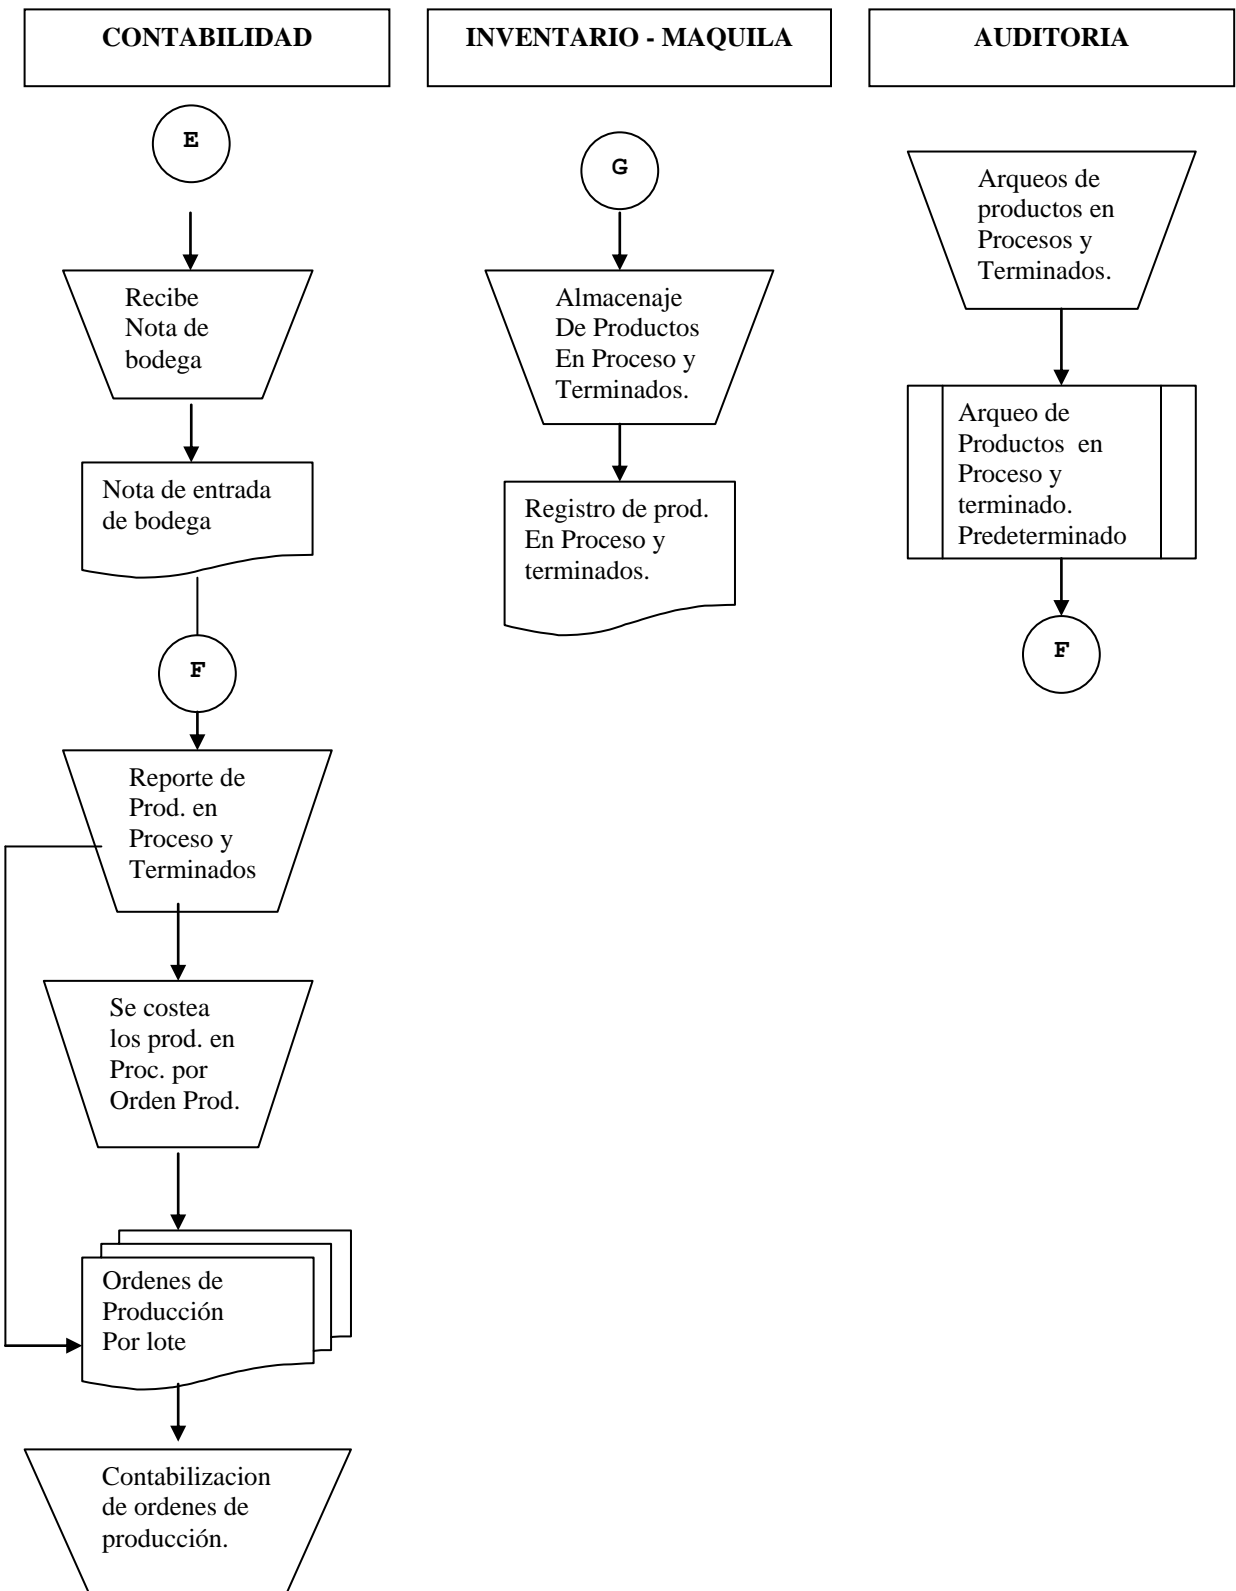 CONTABILIDAD
E
Recibe
Nota de
bodega
Nota de entrada
de bodega
F
Reporte de
Prod. en
Proceso y
Terminados
Se costea
los prod. en
Proc. por
Orden Prod.
Ordenes de
Producción
Por lote
Contabilizacion
de ordenes de
producción.
INVENTARIO - MAQUILA
G
Almacenaje
De Productos
En Proceso y
Terminados.
Registro de prod.
En Proceso y
terminados.
AUDITORIA
Arqueos de
productos en
Procesos y
Terminados.
Arqueo de
Productos en
Proceso y
terminado.
Predeterminado
F